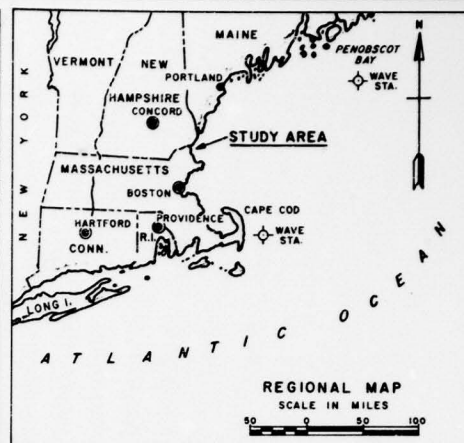 MAINE
N
VERMONT
NEW
HAMPSHIRE
PENOBSCOT
BAY
PORTLAND
WAVE
STA.
CONCORD
NEW YORK
STUDY AREA
MASSACHUSETTS
BOSTON
CAPE COD
HARTFORD
PROVIDENCE
R.I.
WAVE
STA.
CONN.
LONG I.
ATLANTIC OCEAN
REGIONAL MAP
SCALE IN MILES
50 0 50 100